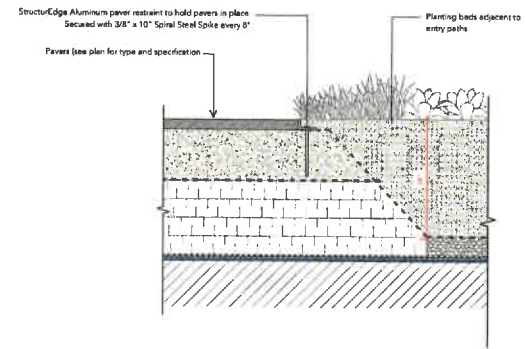 StructurEdge Aluminum paver restraint to hold pavers in place
Secured with 3/8" x 10" Spiral Steel Spike every 8"
Planting beds adjacent to
entry paths
Pavers (see plan for type and specification